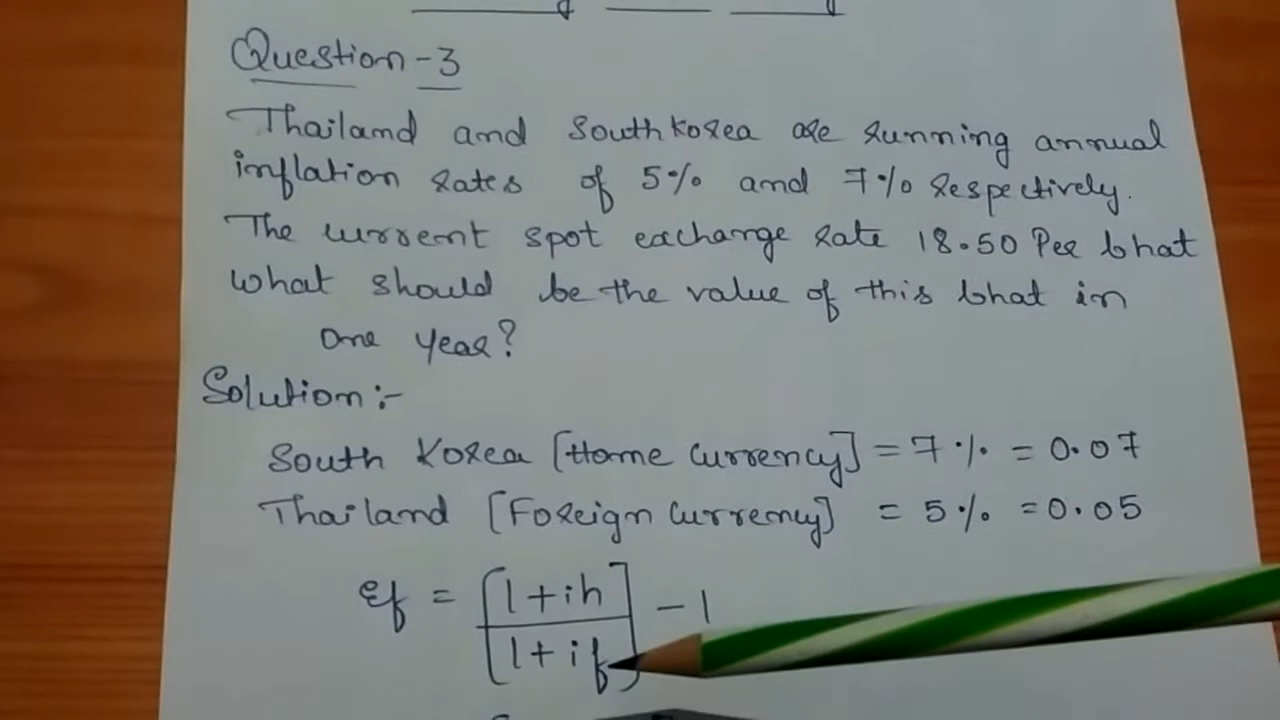 Question-3
Thailand and South Korea are running annual
inflation rates of 5% and 7% respectively.
The current spot exchange rate 18.50 Per bhat
what should be the value of this bhat in
one year?
Solution:-
South Korea [Home Currency] = 7% = 0.07
Thailand [Foreign Currency] = 5% = 0.05
ef = [1+ih / 1+if] - 1